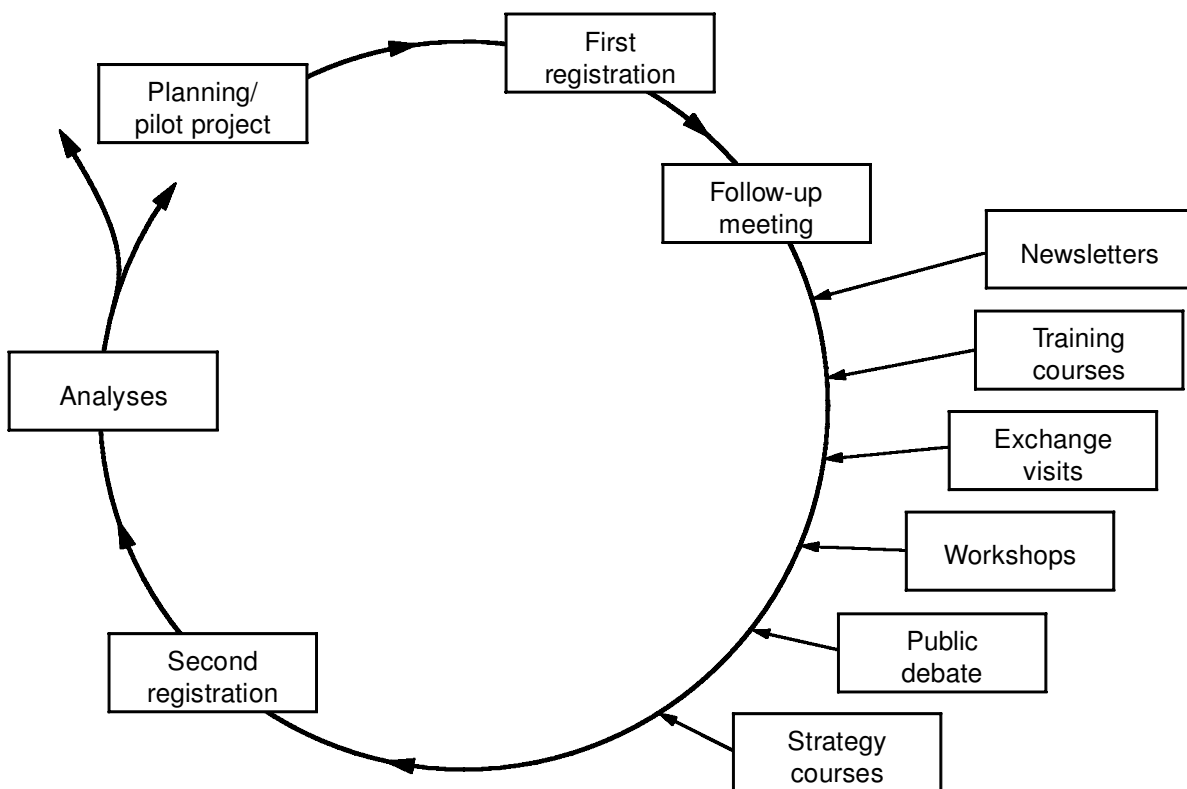 First
registration
Planning/
pilot project
Follow-up
meeting
Newsletters
Training
courses
Exchange
visits
Workshops
Public
debate
Strategy
courses
Second
registration
Analyses